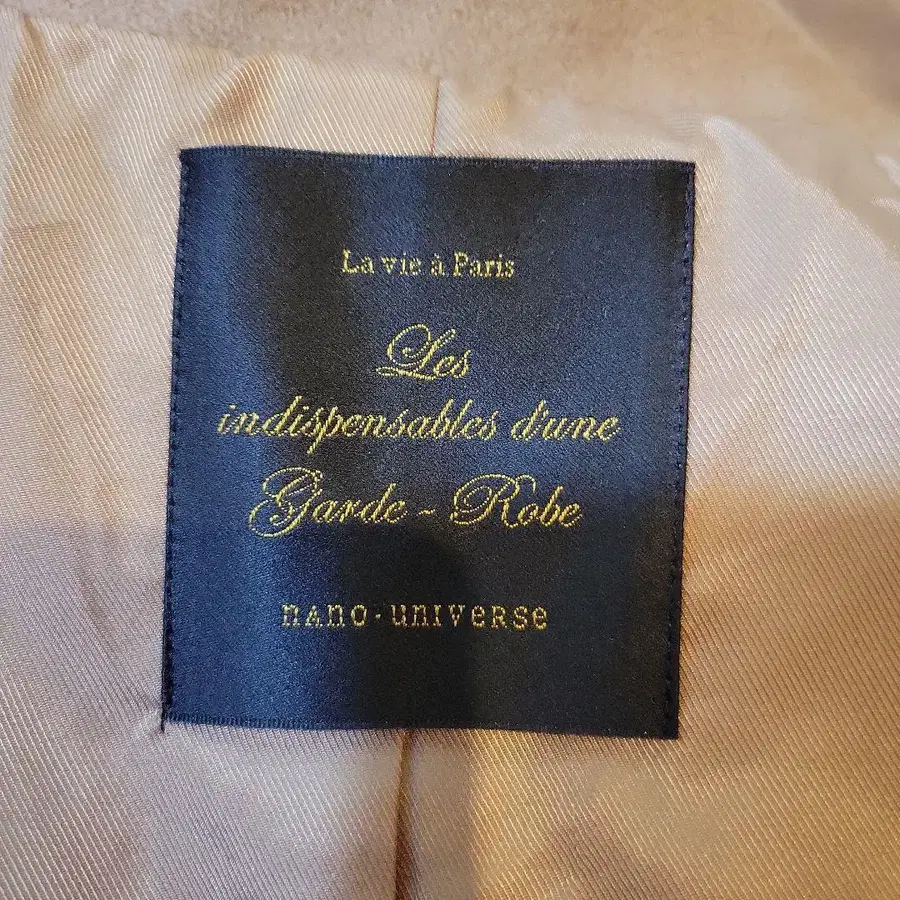 La vie à Paris
Les
indispensables d'une
Garde - Robe
nano・universe